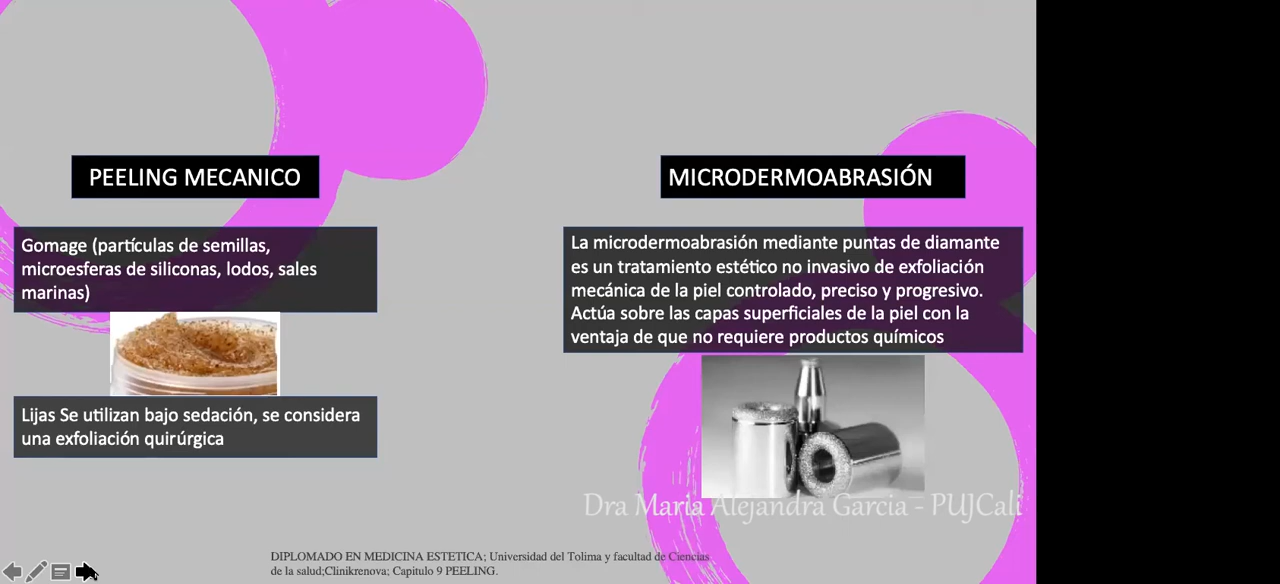 PEELING MECANICO
Gomage (partículas de semillas,
microesferas de siliconas, lodos, sales
marinas)
Lijas Se utilizan bajo sedación, se considera
una exfoliación quirúrgica
MICRODERMOABRASIÓN
La microdermoabrasión mediante puntas de diamante
es un tratamiento estético no invasivo de exfoliación
mecánica de la piel controlado, preciso y progresivo.
Actúa sobre las capas superficiales de la piel con la
ventaja de que no requiere productos químicos
Dra Maria Alejandra Garcia - PUJCali
DIPLOMADO EN MEDICINA ESTETICA; Universidad del Tolima y facultad de Ciencias
de la salud;Clinikrenova; Capitulo 9 PEELING.